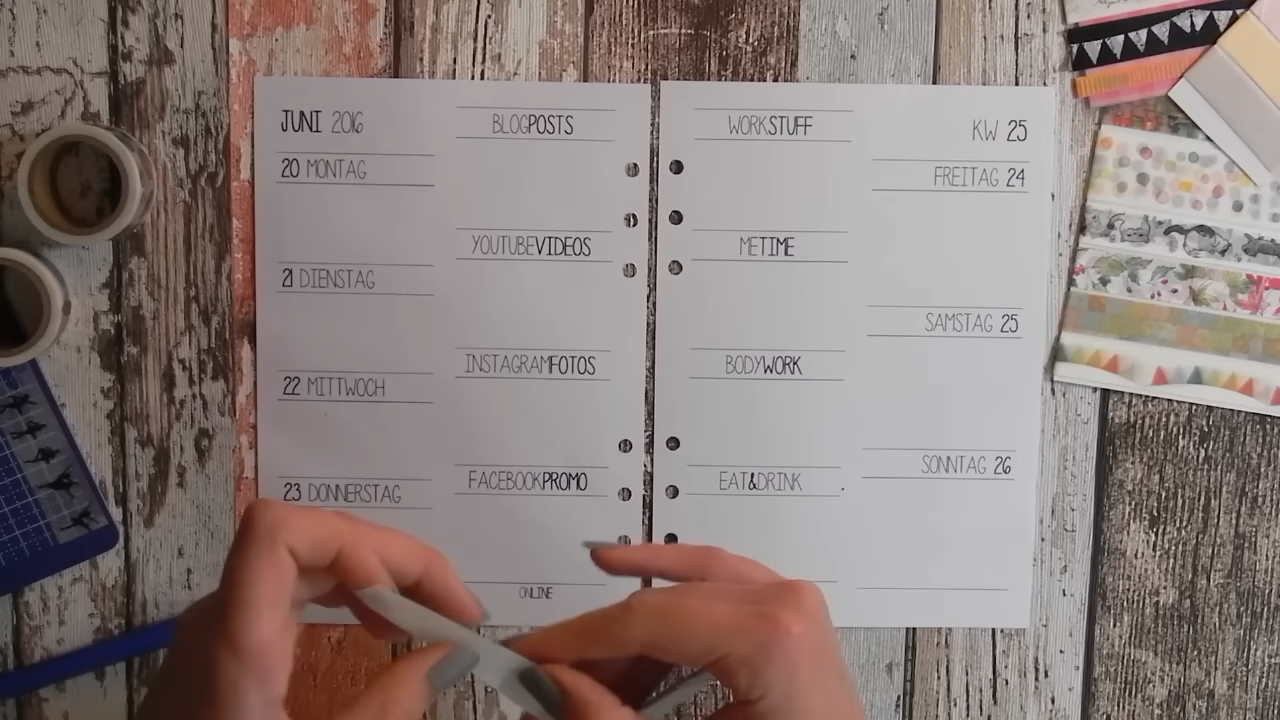 JUNI 2016
20 MONTAG
21 DIENSTAG
22 MITTWOCH
23 DONNERSTAG
BLOGPOSTS
YOUTUBEVIDEOS
INSTAGRAMFOTOS
FACEBOOKPROMO
ONLINE
WORKSTUFF
METIME
BODYWORK
EAT&DRINK
KW 25
FREITAG 24
SAMSTAG 25
SONNTAG 26